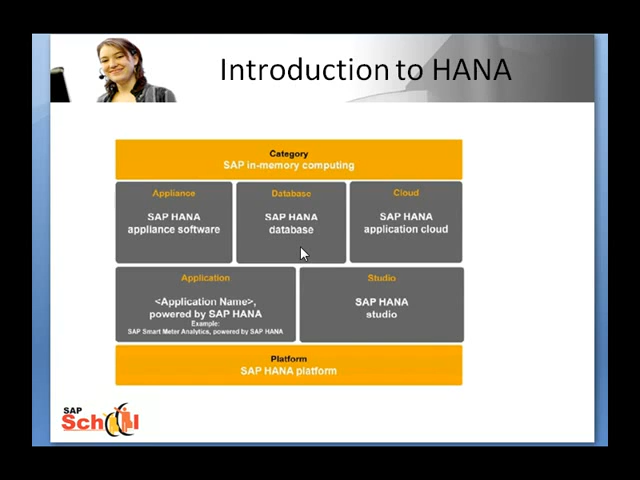 Introduction to HANA
Category
SAP in-memory computing
Appliance
SAP HANA
appliance software
Database
SAP HANA
database
Cloud
SAP HANA
application cloud
Application
<Application Name>,
powered by SAP HANA
Example:
SAP Smart Meter Analytics, powered by SAP HANA
Studio
SAP HANA
studio
Platform
SAP HANA platform
SAP
School